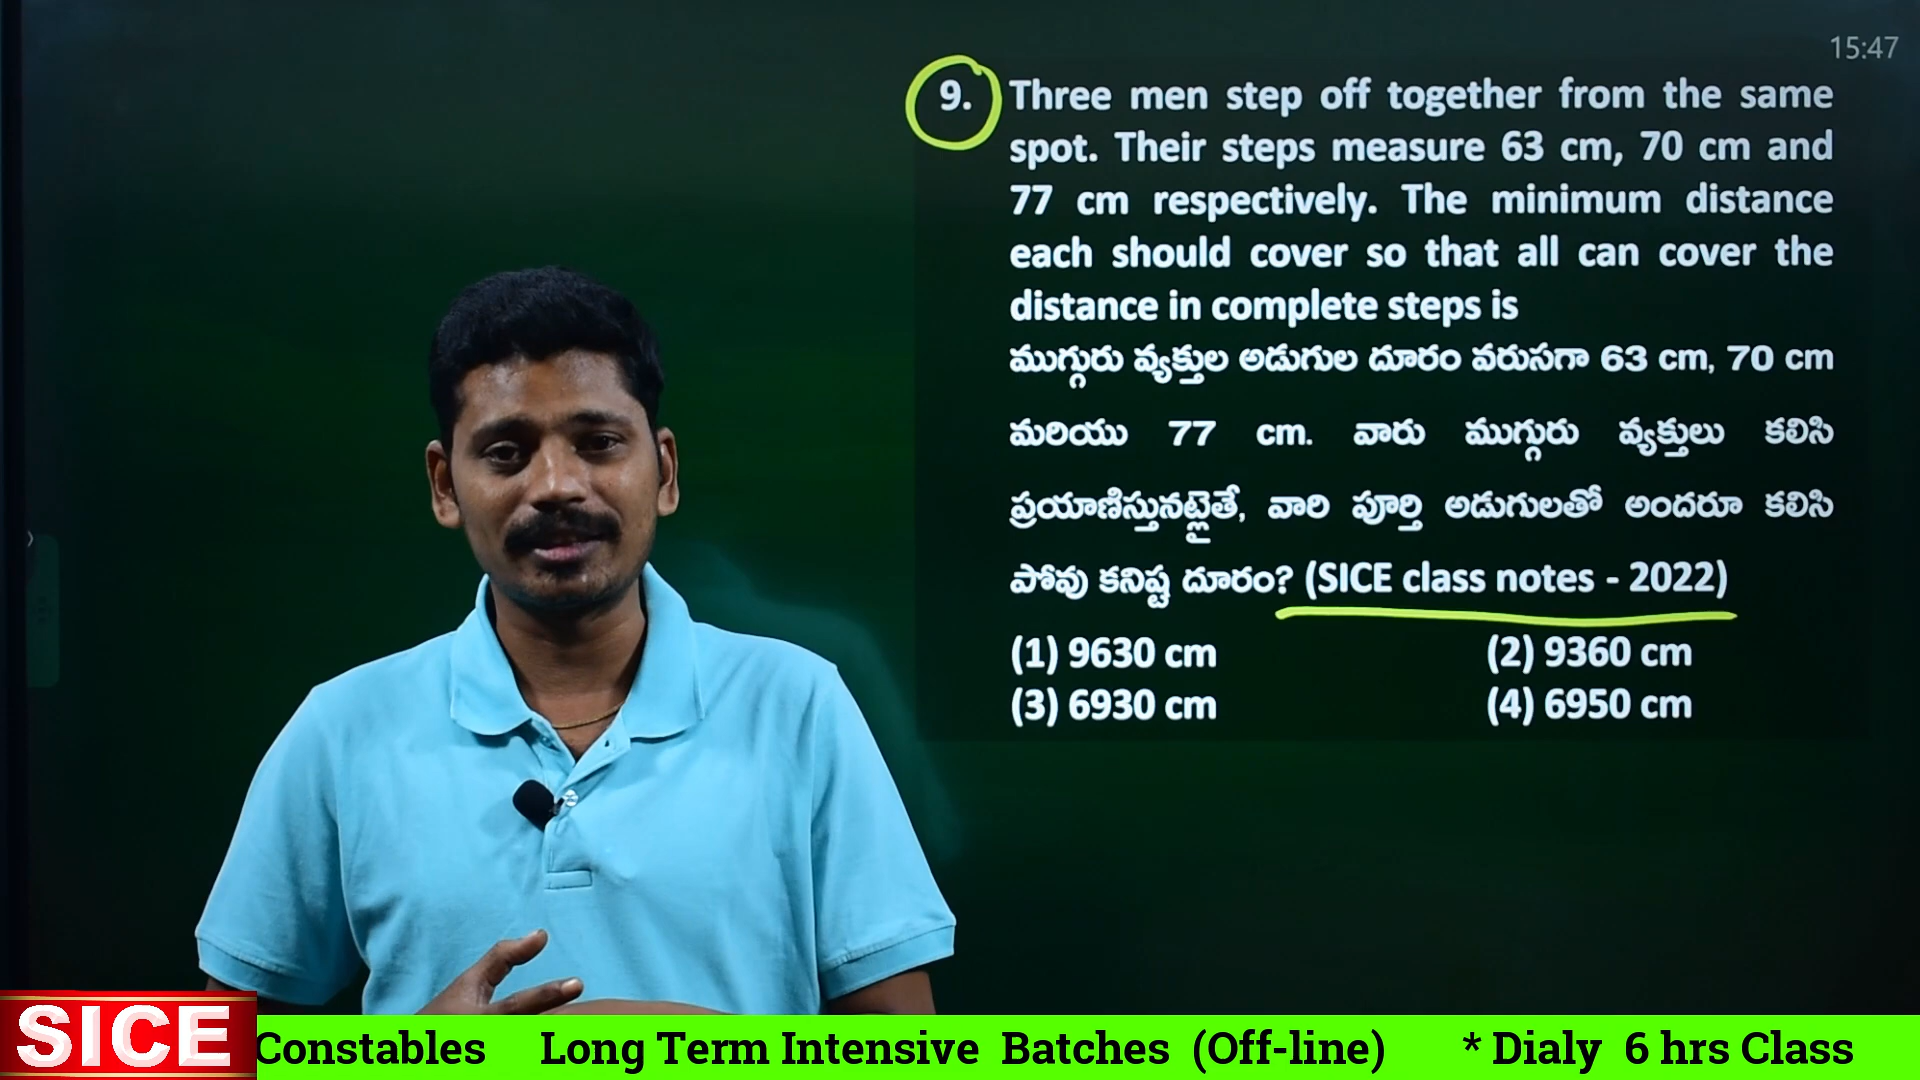 15:47
9. Three men step off together from the same
spot. Their steps measure 63 cm, 70 cm and
77 cm respectively. The minimum distance
each should cover so that all can cover the
distance in complete steps is
ముగ్గురు వ్యక్తుల అడుగుల దూరం వరుసగా 63 cm, 70 cm
మరియు 77 cm. వారు ముగ్గురు వ్యక్తులు కలిసి
ప్రయాణిస్తునట్లైతే, వారి పూర్తి అడుగులతో అందరూ కలిసి
పోవు కనిష్ట దూరం? (SICE class notes - 2022)
(1) 9630 cm (2) 9360 cm
(3) 6930 cm (4) 6950 cm
SICE Constables Long Term Intensive Batches (Off-line) * Dialy 6 hrs Class